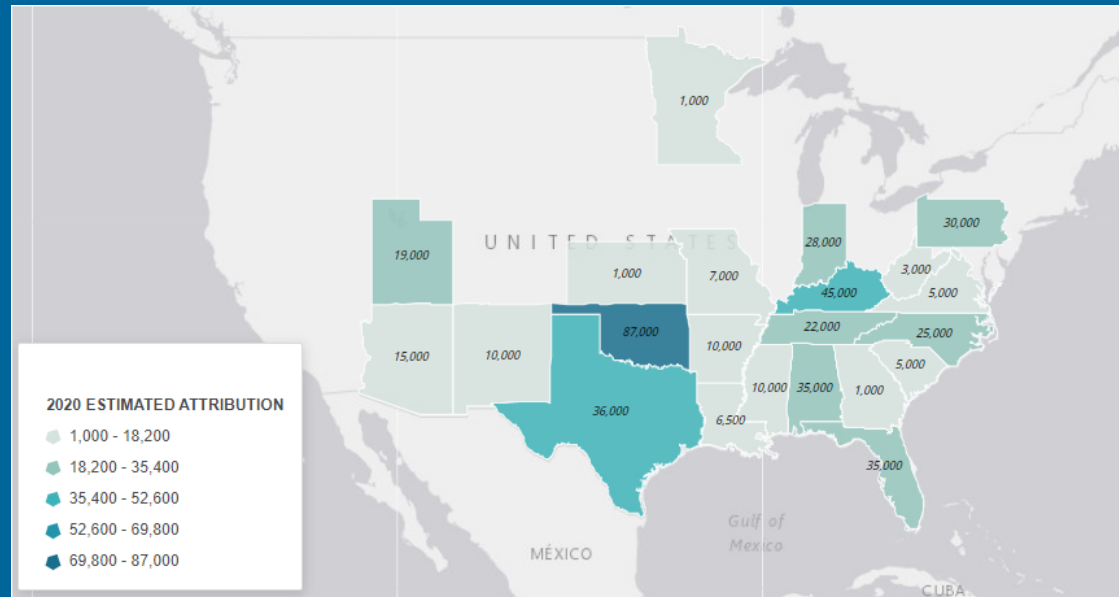 1,000
30,000
28,000
UNITED STATES
19,000
3,000
1,000
7,000
45,000
5,000
22,000
25,000
87,000
10,000
15,000
10,000
5,000
10,000
35,000
1,000
36,000
6,500
35,000
2020 ESTIMATED ATTRIBUTION
1,000 - 18,200
18,200 - 35,400
35,400 - 52,600
52,600 - 69,800
69,800 - 87,000
Gulf of
Mexico
MÉXICO
CUBA